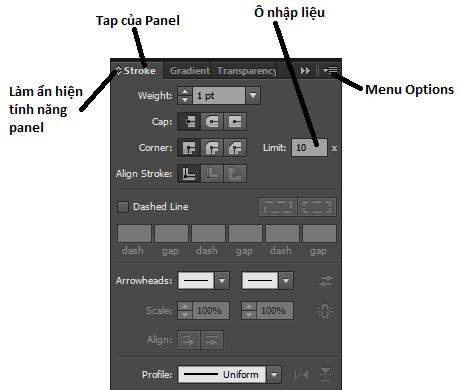 Tap của Panel
Ô nhập liệu
Làm ẩn hiện
tính năng
panel
Menu Options
Stroke Gradient Transparency
Weight: 1 pt
Cap:
Corner: Limit: 10 x
Align Stroke:
Dashed Line
dash gap dash gap dash gap
Arrowheads:
Scale: 100% 100%
Align:
Profile: Uniform